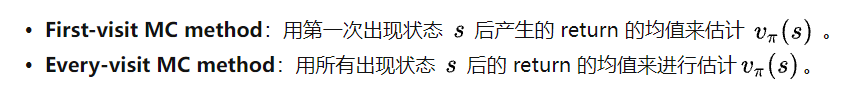 • First-visit MC method：用第一次出现状态 s 后产生的 return 的均值来估计 vπ(s) 。
• Every-visit MC method：用所有出现状态 s 后的 return 的均值来进行估计 vπ(s)。